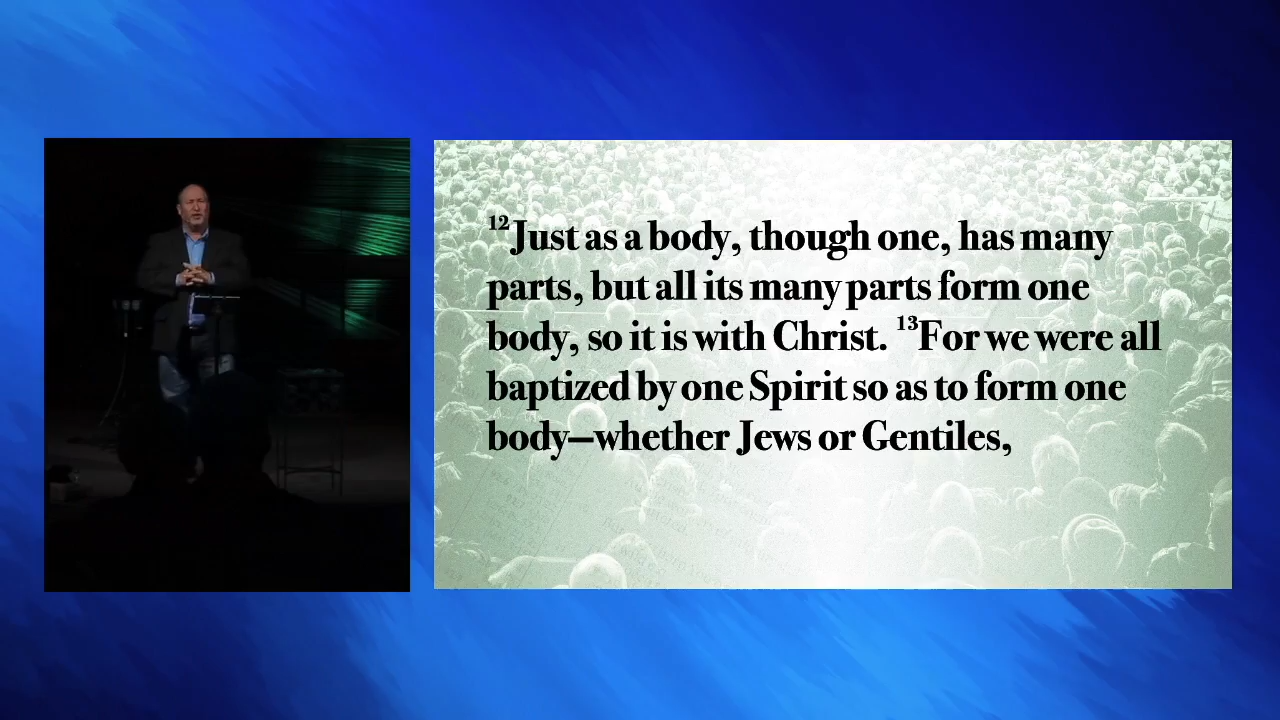 ¹²Just as a body, though one, has many
parts, but all its many parts form one
body, so it is with Christ. ¹³For we were all
baptized by one Spirit so as to form one
body—whether Jews or Gentiles,